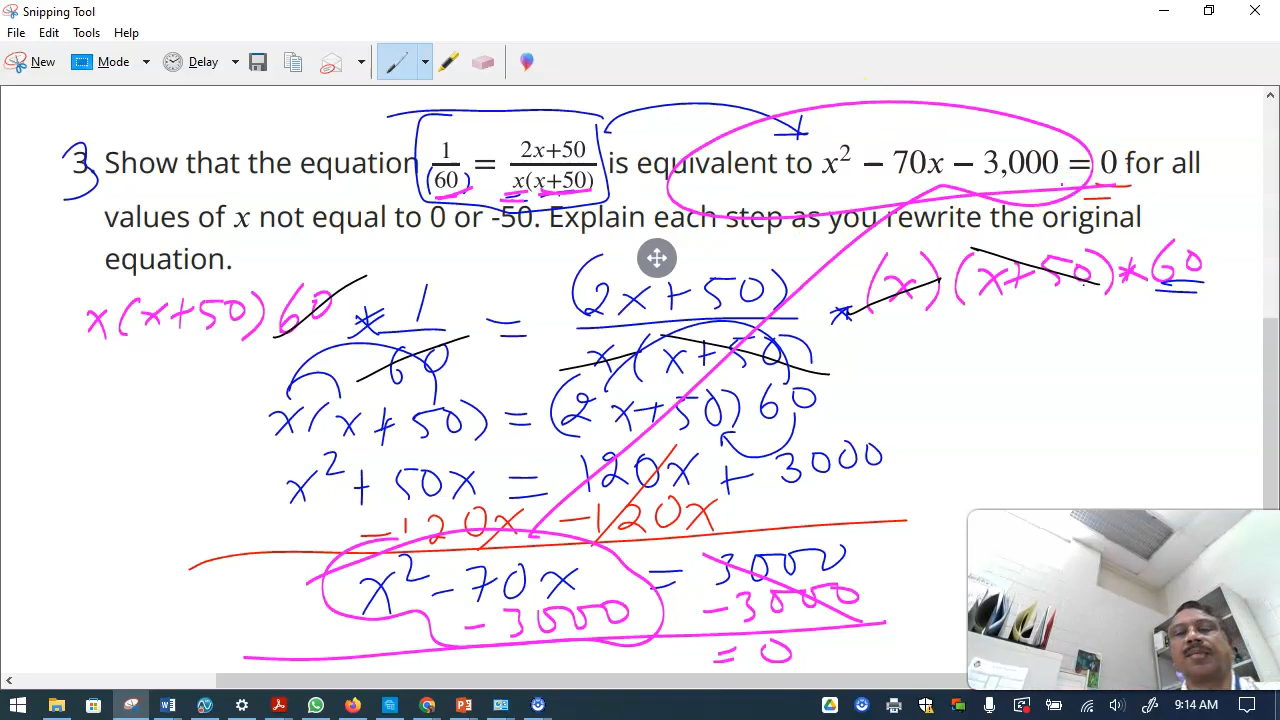 Snipping Tool
File Edit Tools Help
New Mode Delay
3. Show that the equation 1/60 = 2x+50/x(x+50) is equivalent to x² − 70x − 3,000 = 0 for all
values of x not equal to 0 or -50. Explain each step as you rewrite the original
equation.
x(x+50) 60 * 1/60 = (2x+50)/x(x+50) * (x)(x+50)*60
x(x+50) = (2x+50)60
x² + 50x = 120x + 3000
-120x -120x
x² - 70x = 3000
- 3000 - 3000
= 0
9:14 AM